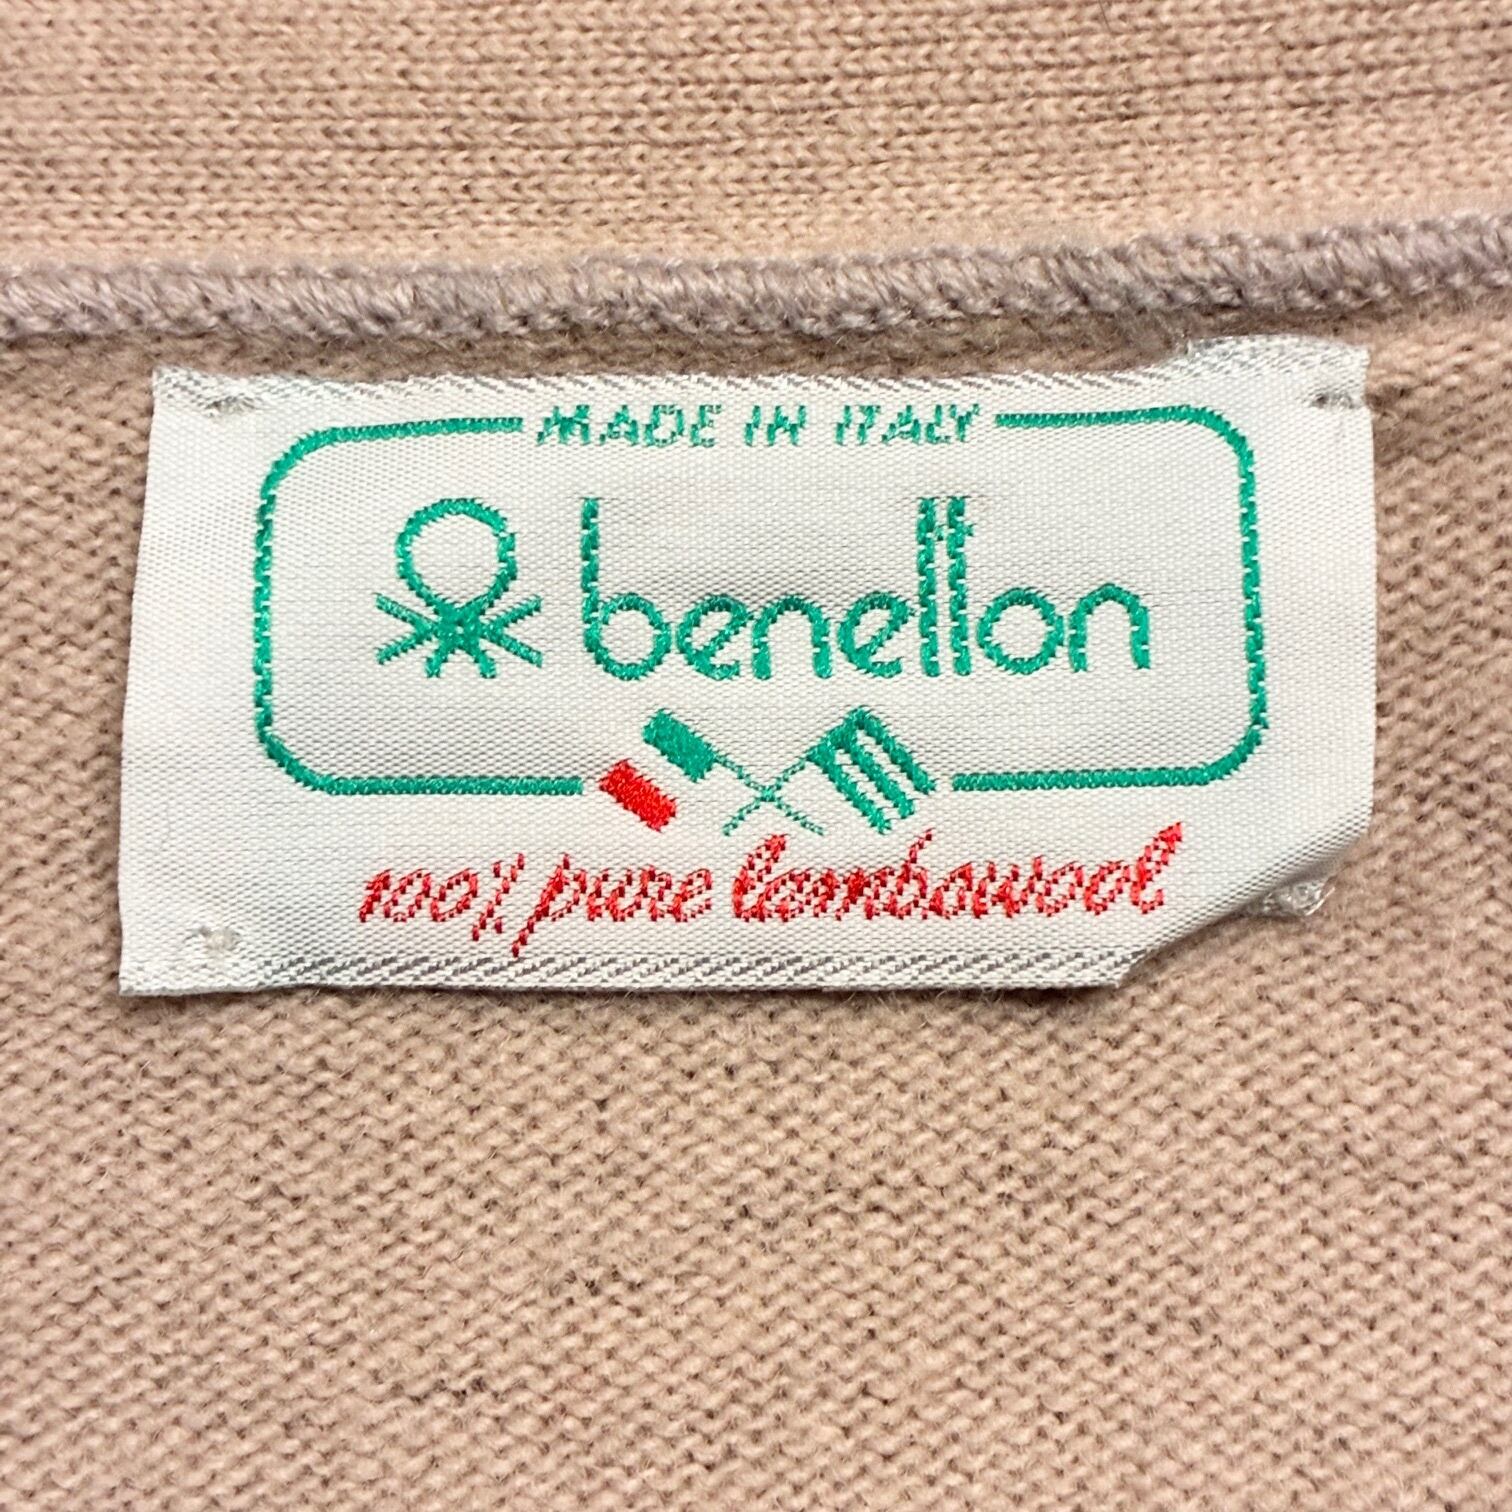 MADE IN ITALY
benetton
100% pure lambswool